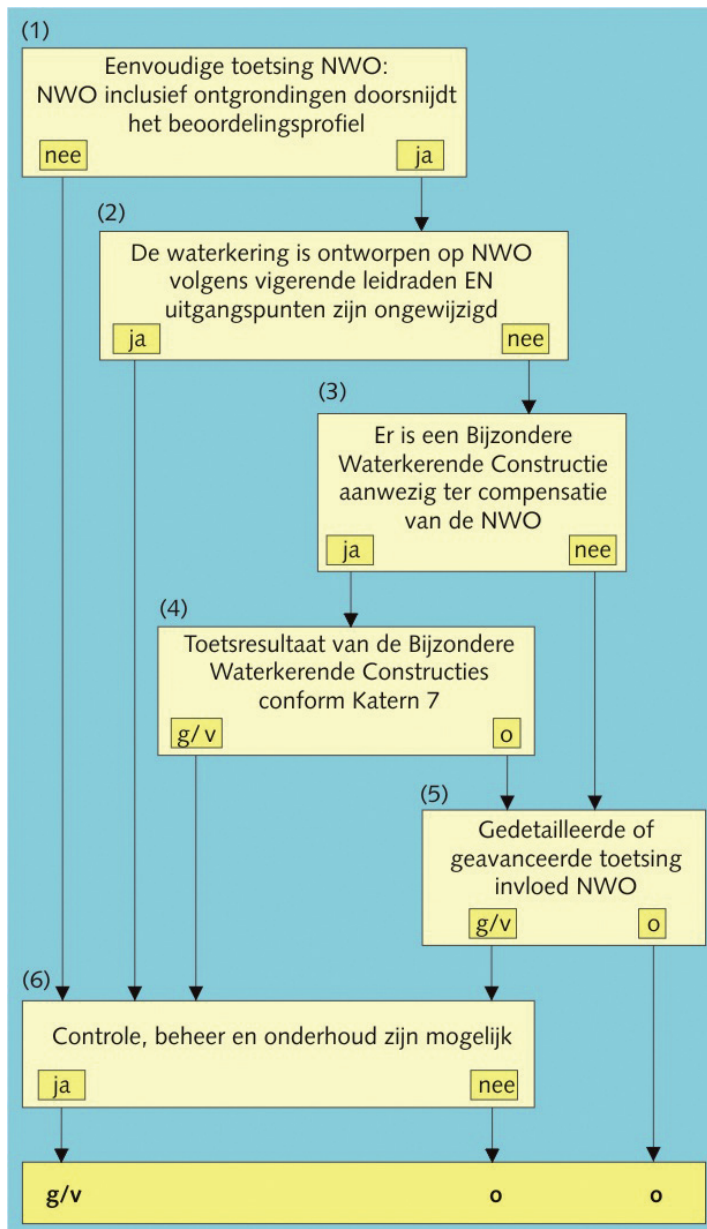 (1)
Eenvoudige toetsing NWO:
NWO inclusief ontgrondingen doorsnijdt
het beoordelingsprofiel
nee ja
(2)
De waterkering is ontworpen op NWO
volgens vigerende leidraden EN
uitgangspunten zijn ongewijzigd
ja nee
(3)
Er is een Bijzondere
Waterkerende Constructie
aanwezig ter compensatie
van de NWO
ja nee
(4)
Toetsresultaat van de Bijzondere
Waterkerende Constructies
conform Katern 7
g/v o
(5)
Gedetailleerde of
geavanceerde toetsing
invloed NWO
g/v o
(6)
Controle, beheer en onderhoud zijn mogelijk
ja nee
g/v o o